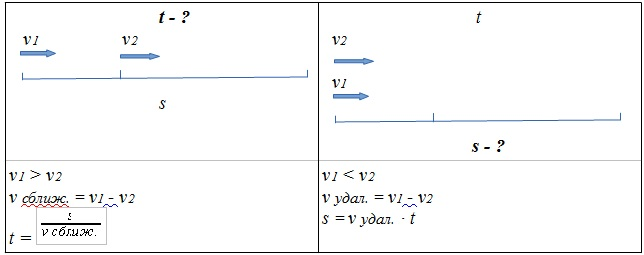 t - ?
v1 v2
s
v1 > v2
v сближ. = v1 - v2
t = s / v сближ.
t
v2
v1
s - ?
v1 < v2
v удал. = v1 - v2
s = v удал. · t